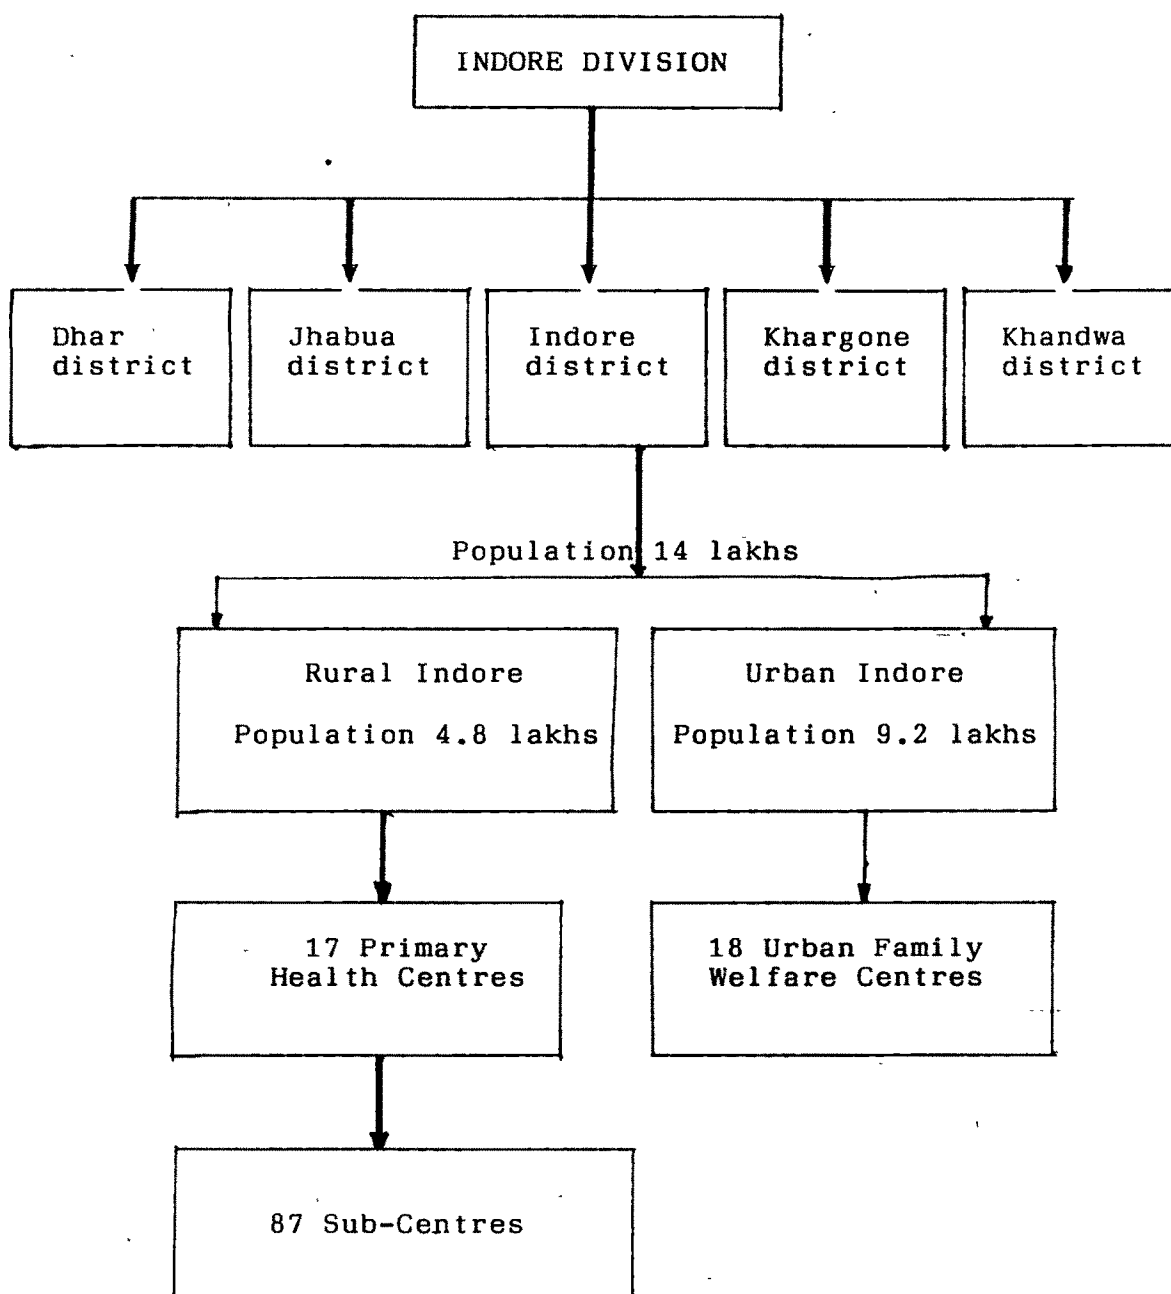 INDORE DIVISION
Dhar
district
Jhabua
district
Indore
district
Khargone
district
Khandwa
district
Population 14 lakhs
Rural Indore
Population 4.8 lakhs
Urban Indore
Population 9.2 lakhs
17 Primary
Health Centres
18 Urban Family
Welfare Centres
87 Sub-Centres